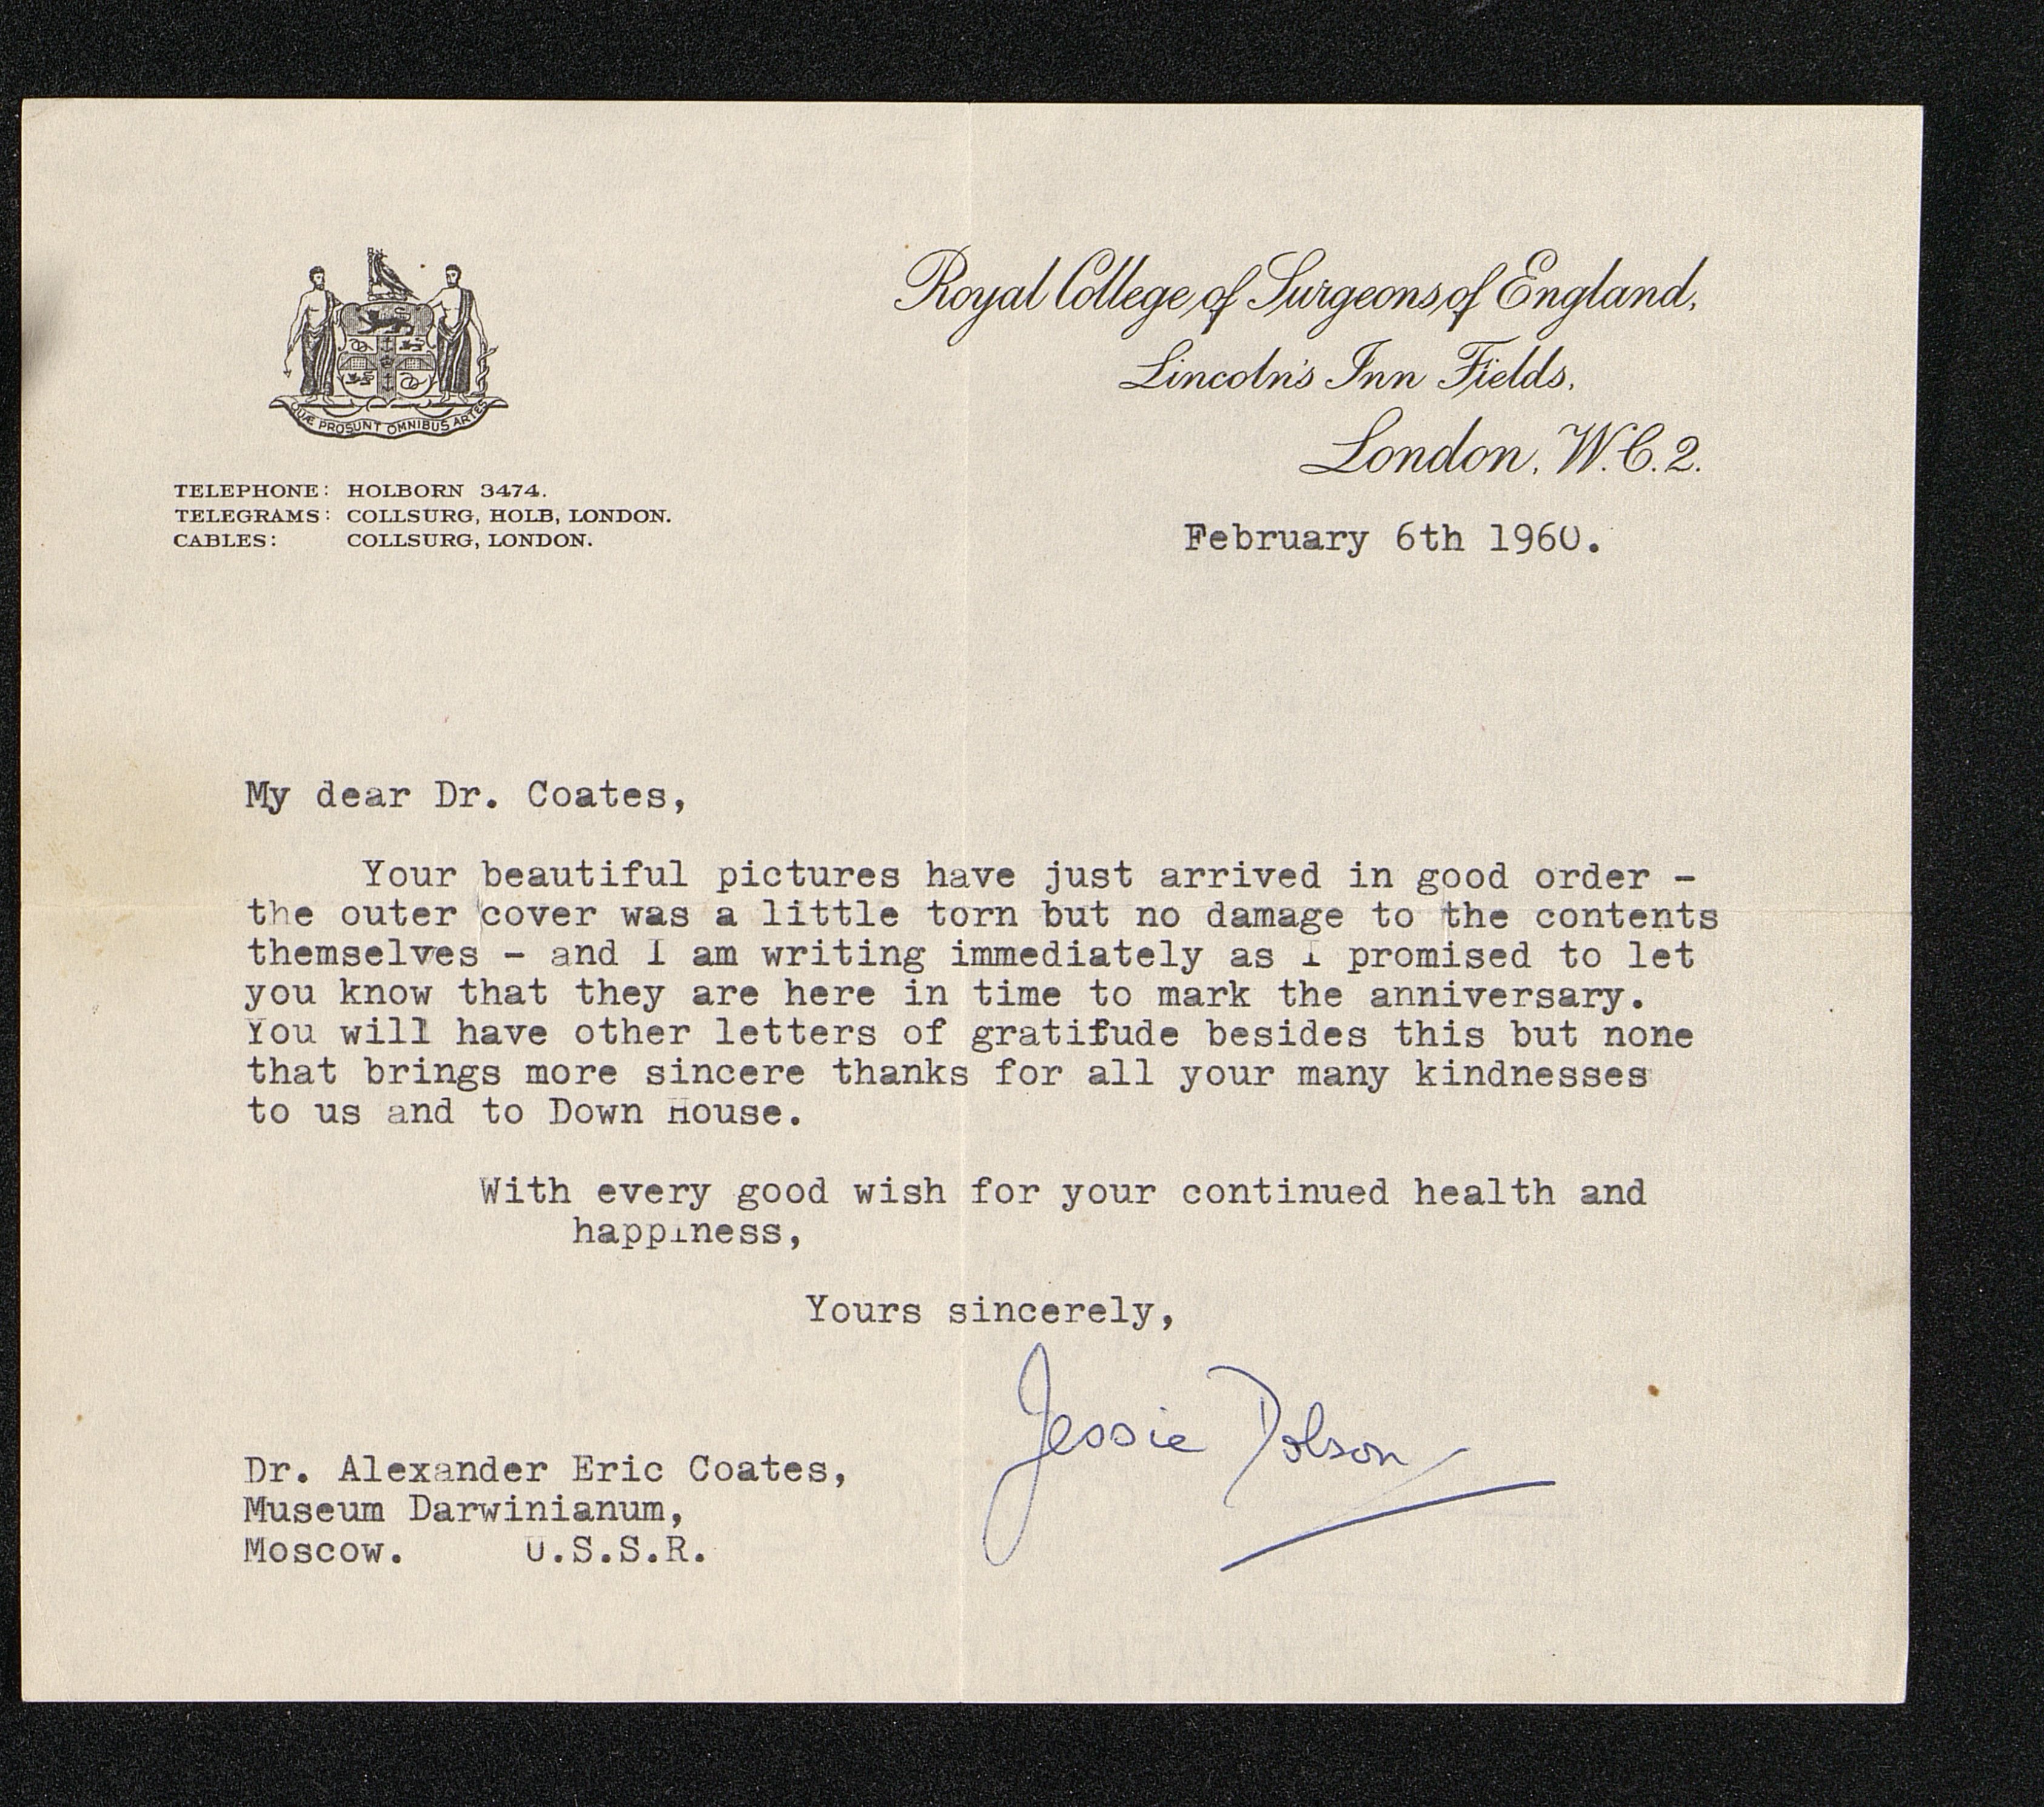 QUÆ PROSUNT OMNIBUS ARTES
Royal College of Surgeons of England,
Lincoln's Inn Fields,
London, W.C.2.
TELEPHONE: HOLBORN 3474.
TELEGRAMS: COLLSURG, HOLB, LONDON.
CABLES: COLLSURG, LONDON.
February 6th 1960.
My dear Dr. Coates,
Your beautiful pictures have just arrived in good order -
the outer cover was a little torn but no damage to the contents
themselves - and I am writing immediately as I promised to let
you know that they are here in time to mark the anniversary.
You will have other letters of gratitude besides this but none
that brings more sincere thanks for all your many kindnesses
to us and to Down House.
With every good wish for your continued health and
happiness,
Yours sincerely,
Jessie Dobson
Dr. Alexander Eric Coates,
Museum Darwinianum,
Moscow. U.S.S.R.